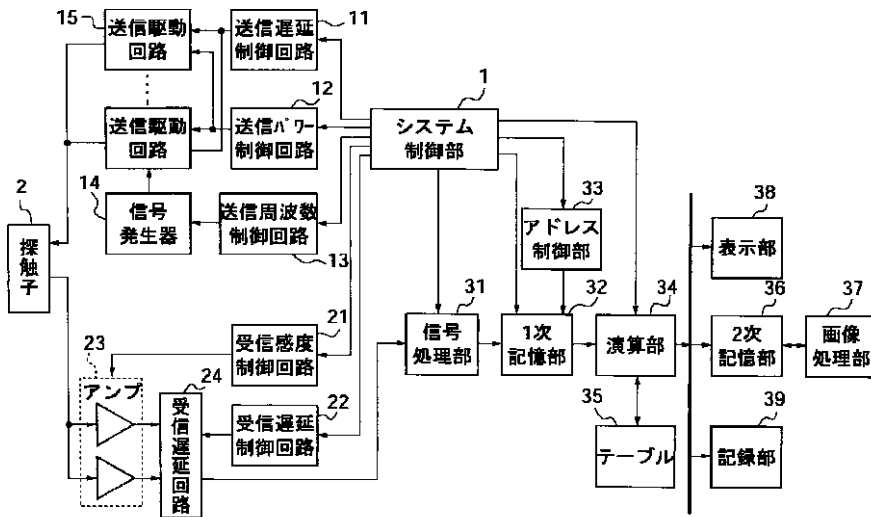 15
送信駆動
回路
送信遅延
制御回路
11
送信駆動
回路
送信パワー
制御回路
12
1
システム
制御部
14
信号
発生器
送信周波数
制御回路
13
2
探触子
33
アドレス
制御部
38
表示部
31
信号
処理部
32
1次
記憶部
34
演算部
36
2次
記憶部
37
画像
処理部
21
受信感度
制御回路
23
アンプ
24
受信遅延回路
22
受信遅延
制御回路
35
テーブル
39
記録部